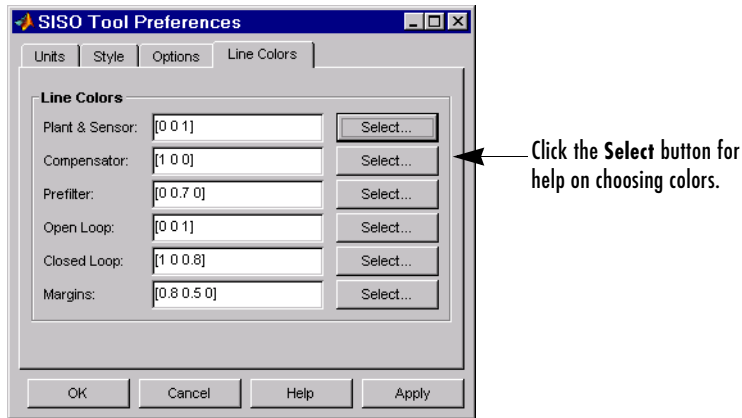 SISO Tool Preferences
Units Style Options Line Colors
Line Colors
Plant & Sensor: [0 0 1] Select...
Compensator: [1 0 0] Select...
Prefilter: [0 0.7 0] Select...
Open Loop: [0 0 1] Select...
Closed Loop: [1 0 0.8] Select...
Margins: [0.8 0.5 0] Select...
OK Cancel Help Apply
Click the Select button for
help on choosing colors.